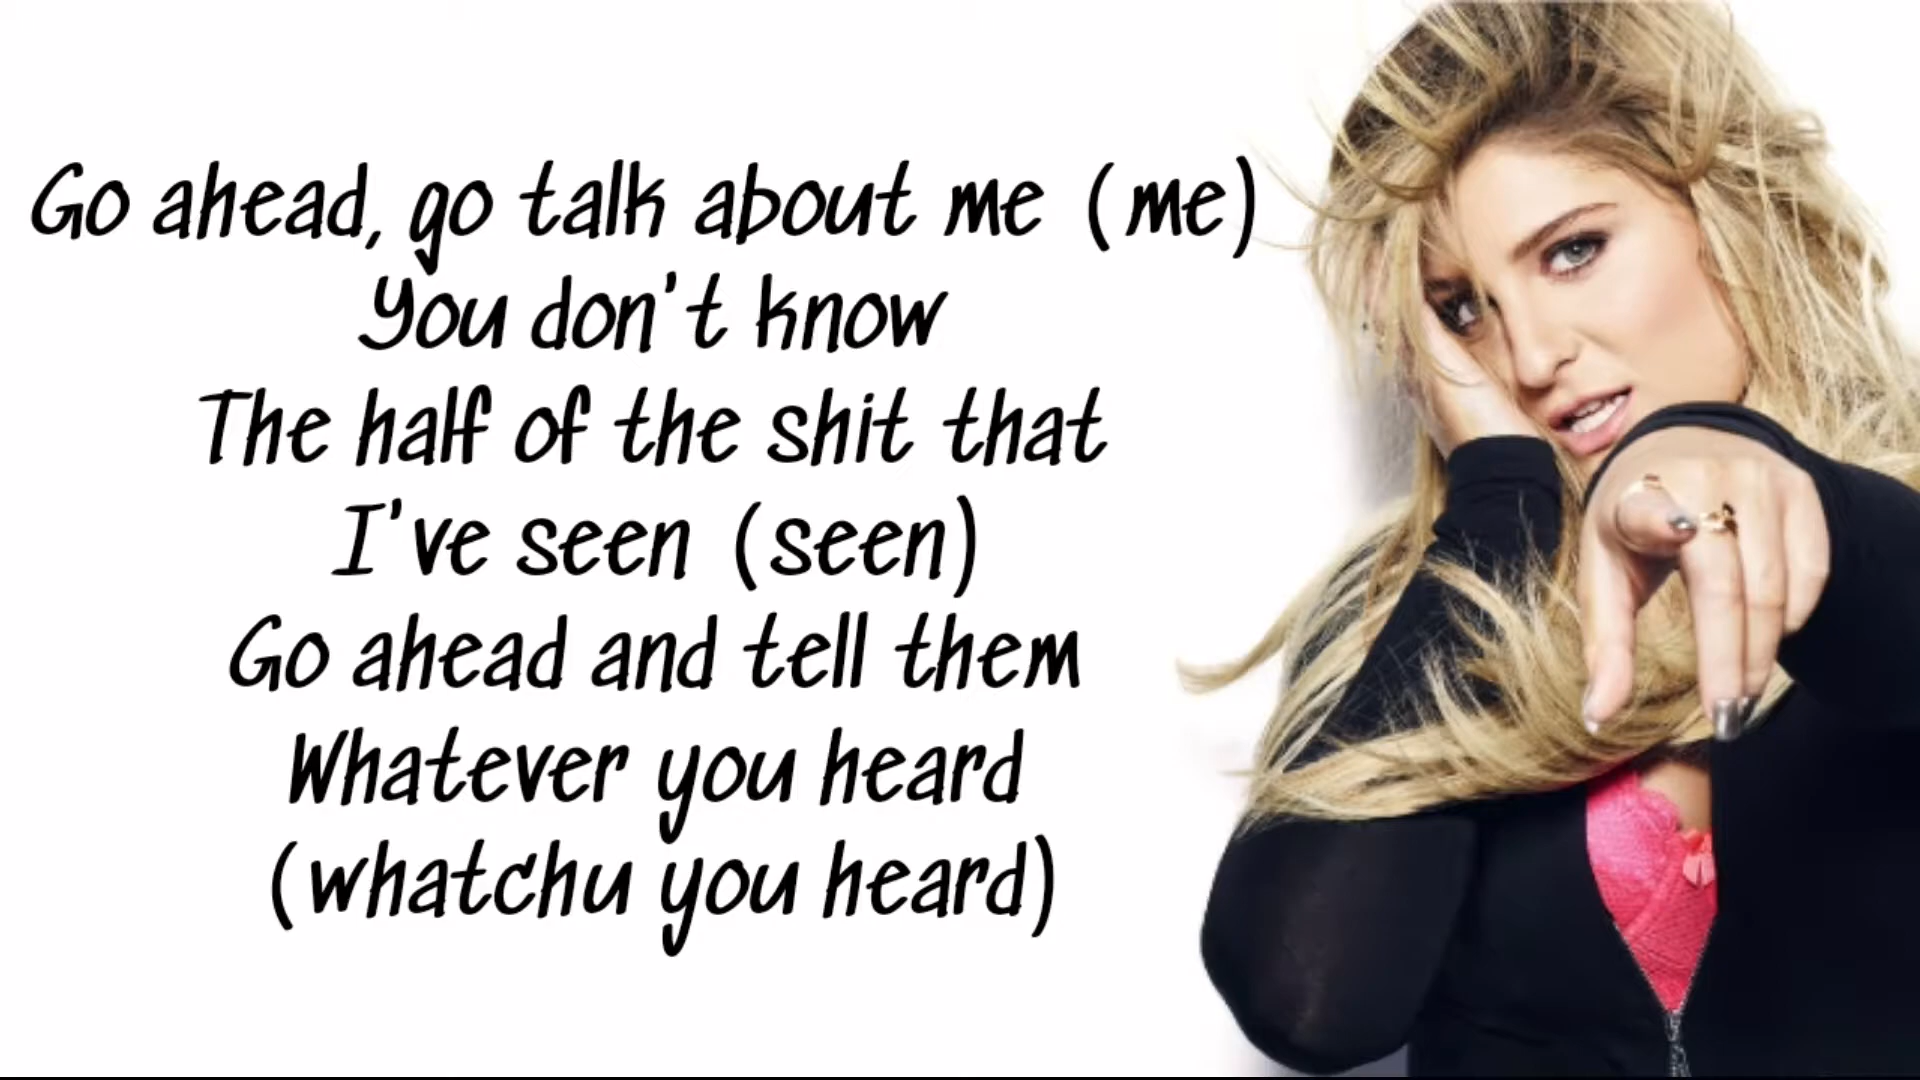 Go ahead, go talk about me (me)
You don't know
The half of the shit that
I've seen (seen)
Go ahead and tell them
Whatever you heard
(whatchu you heard)